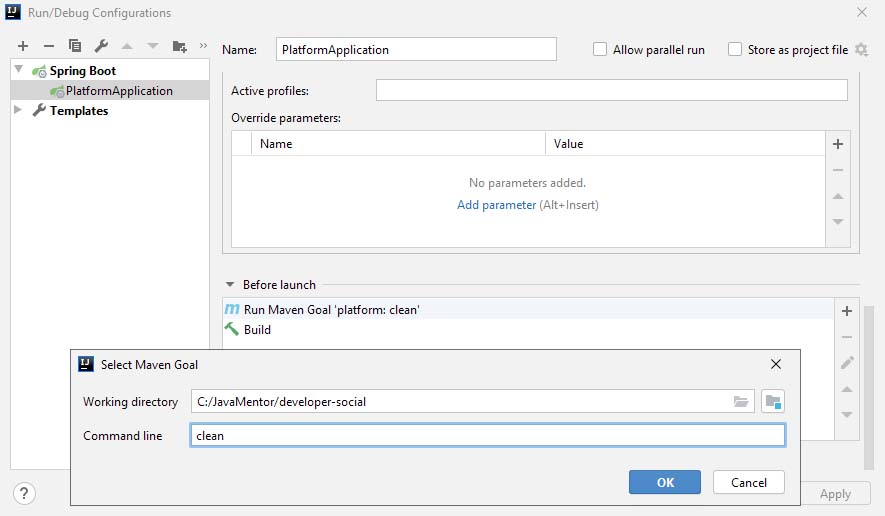 Run/Debug Configurations
Name: PlatformApplication Allow parallel run Store as project file
Spring Boot
PlatformApplication
Templates
Active profiles:
Override parameters:
Name Value
No parameters added.
Add parameter (Alt+Insert)
Before launch
Run Maven Goal 'platform: clean'
Build
Select Maven Goal
Working directory C:/JavaMentor/developer-social
Command line clean
OK Cancel
? Apply